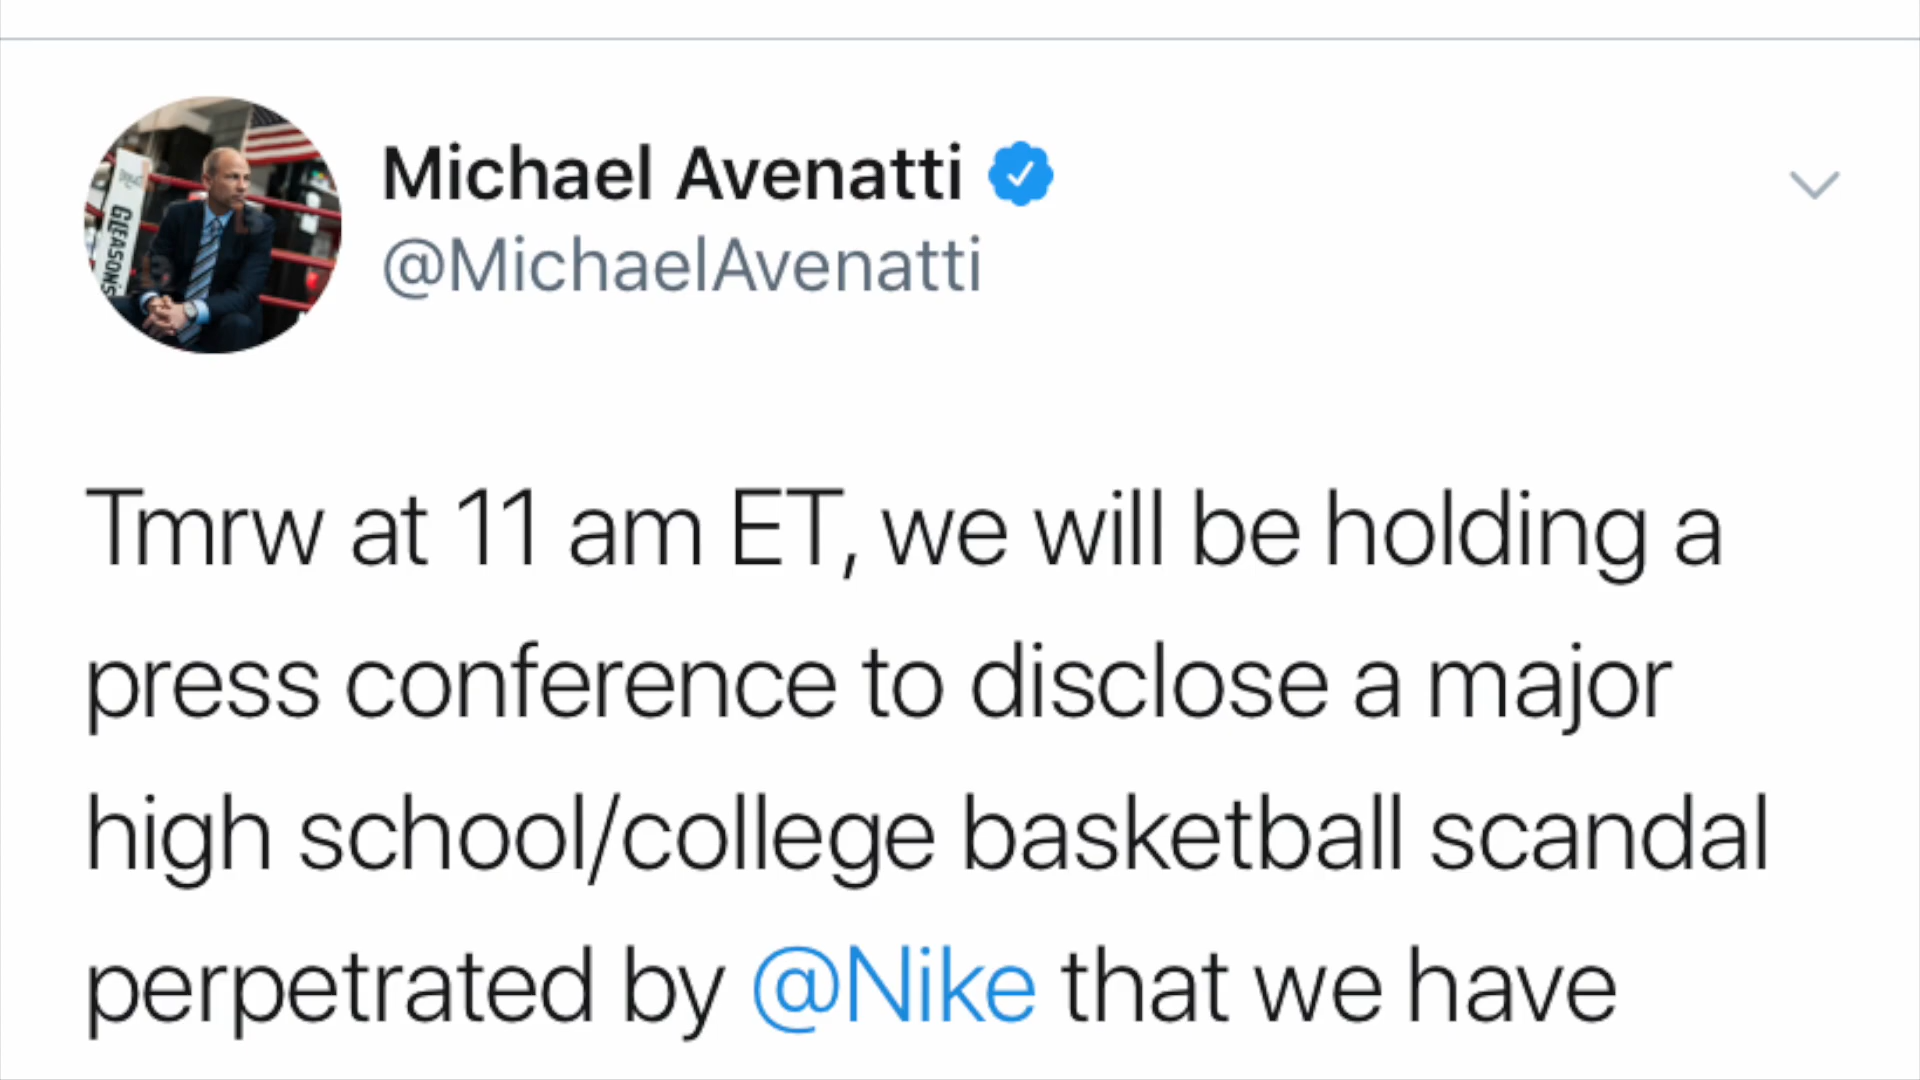 Michael Avenatti
@MichaelAvenatti
GLEASON'S
Tmrw at 11 am ET, we will be holding a
press conference to disclose a major
high school/college basketball scandal
perpetrated by @Nike that we have